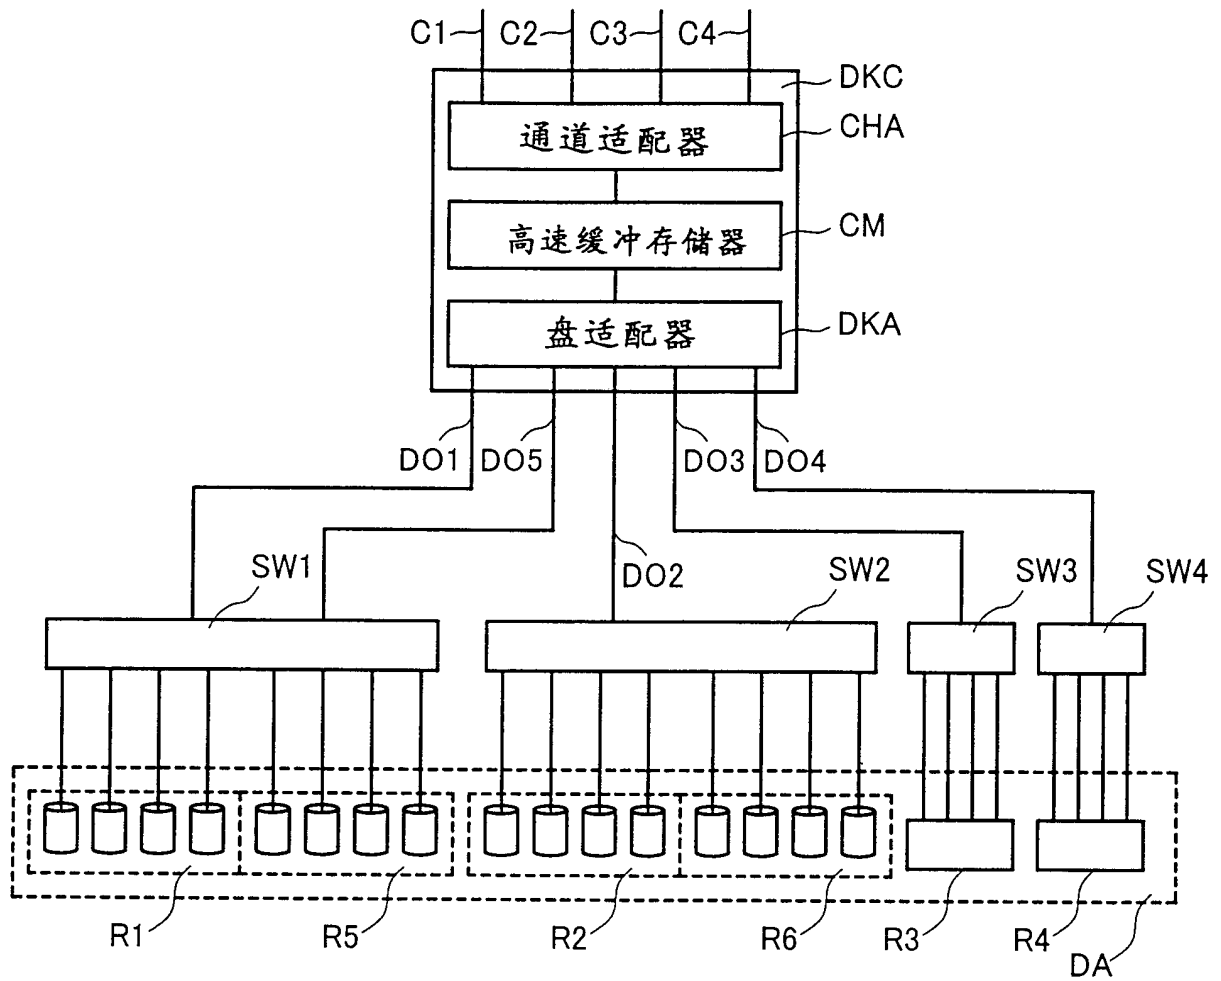 C1 C2 C3 C4
DKC
通道适配器 CHA
高速缓冲存储器 CM
盘适配器 DKA
DO1 DO5 DO3 DO4
DO2
SW1 SW2 SW3 SW4
R1 R5 R2 R6 R3 R4
DA